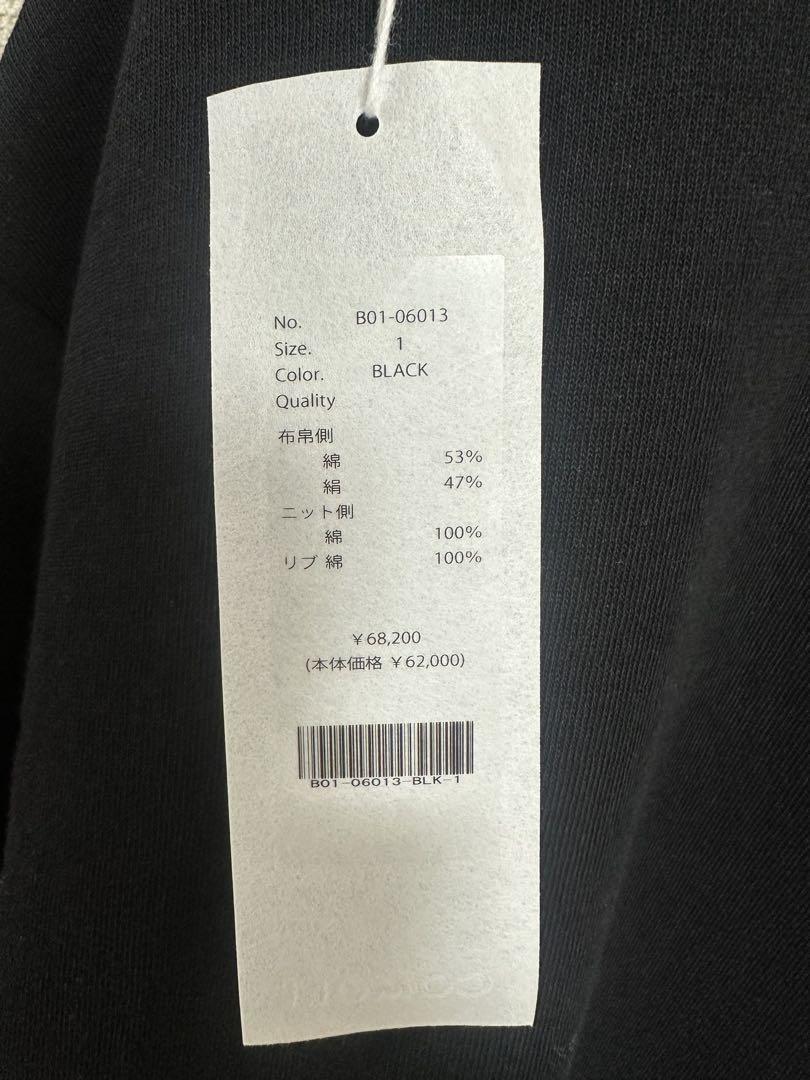 No. B01-06013
Size. 1
Color. BLACK
Quality
布帛側
綿 53%
絹 47%
ニット側
綿 100%
リブ 綿 100%
￥68,200
(本体価格 ￥62,000)
B01-06013-BLK-1